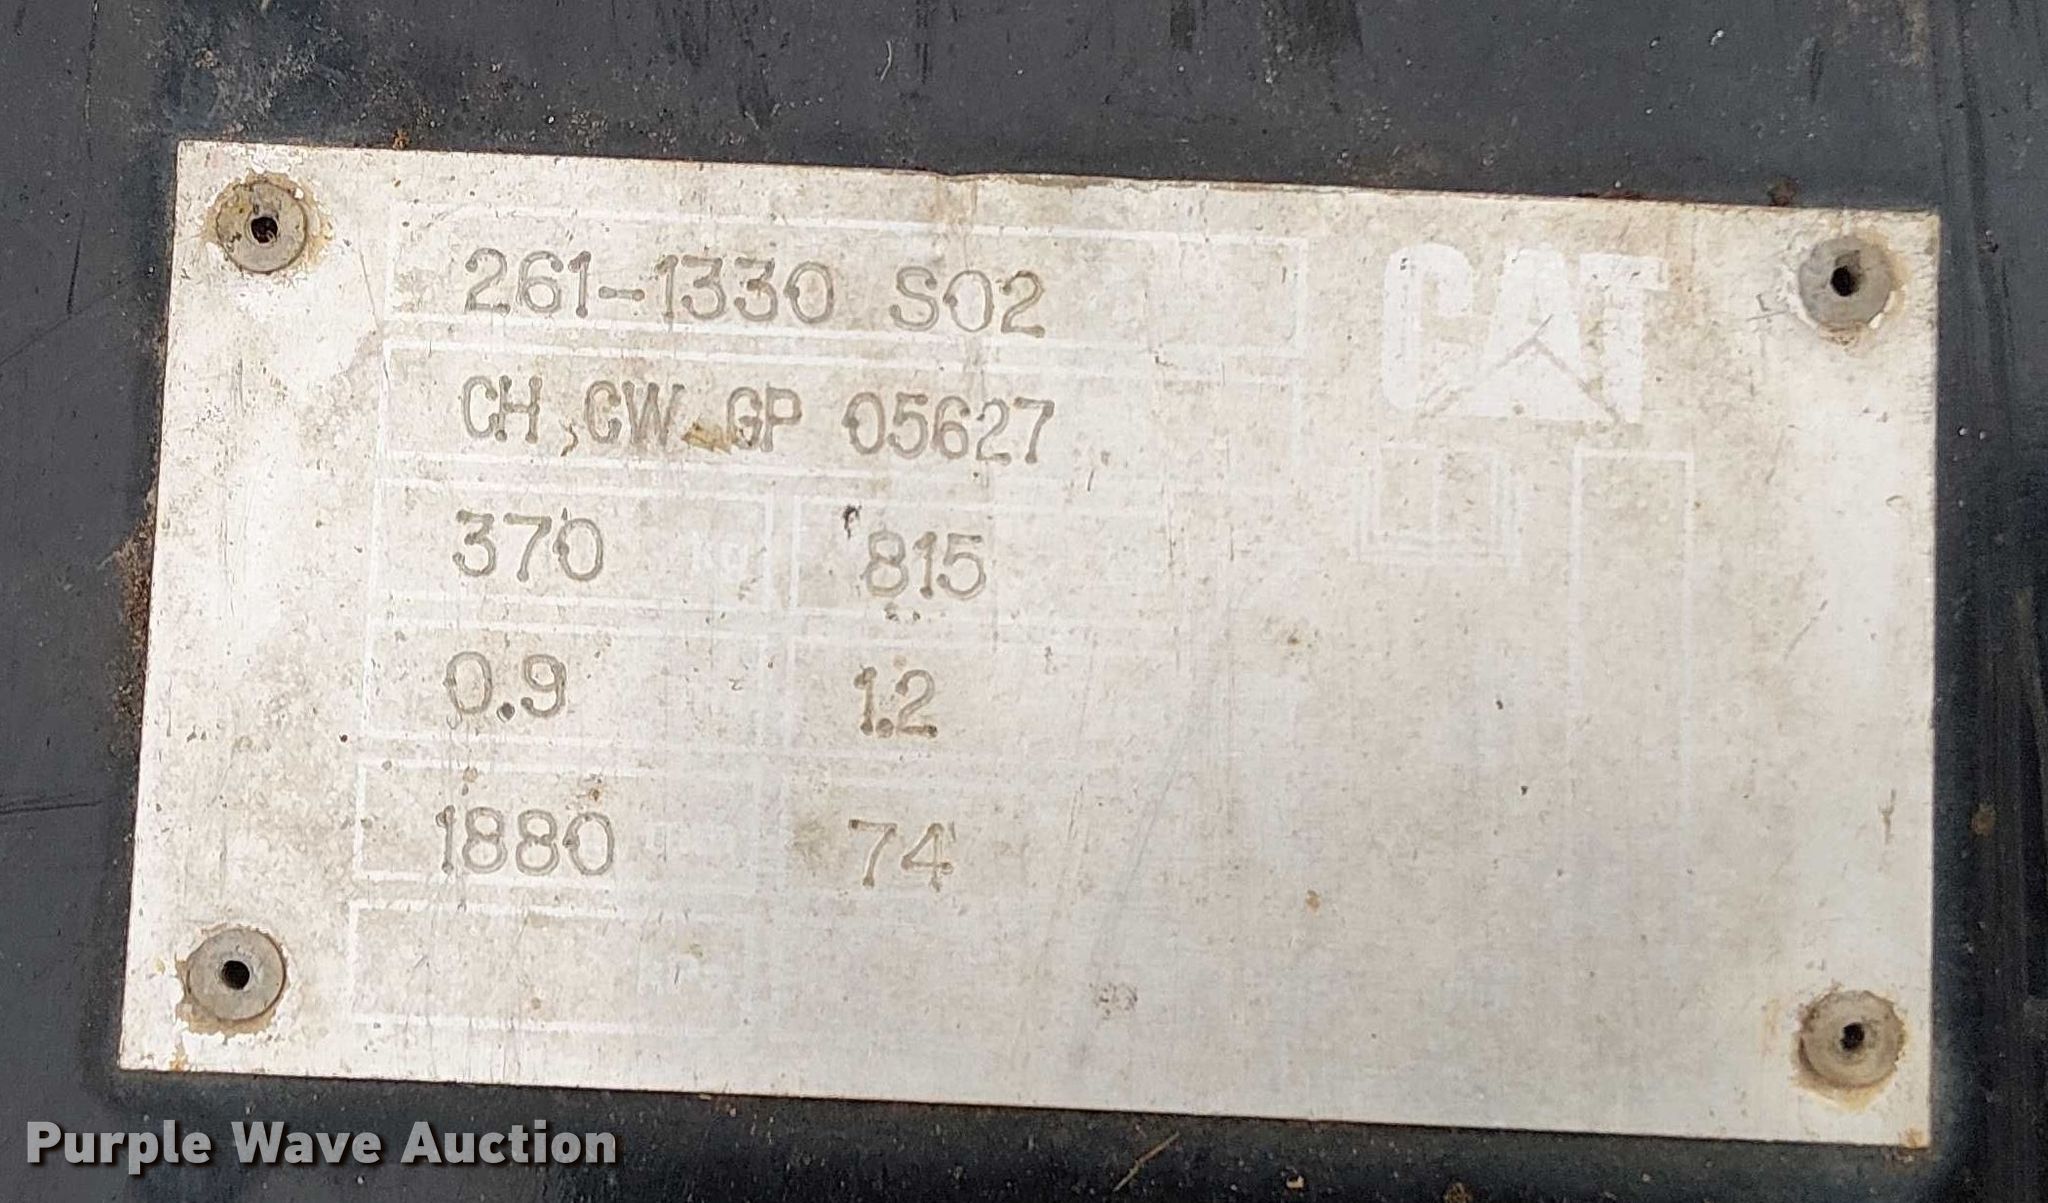 261-1330 S02
CAT
CH CW GP 05627
370 kg 815
0.9 1.2
1880 74
Purple Wave Auction